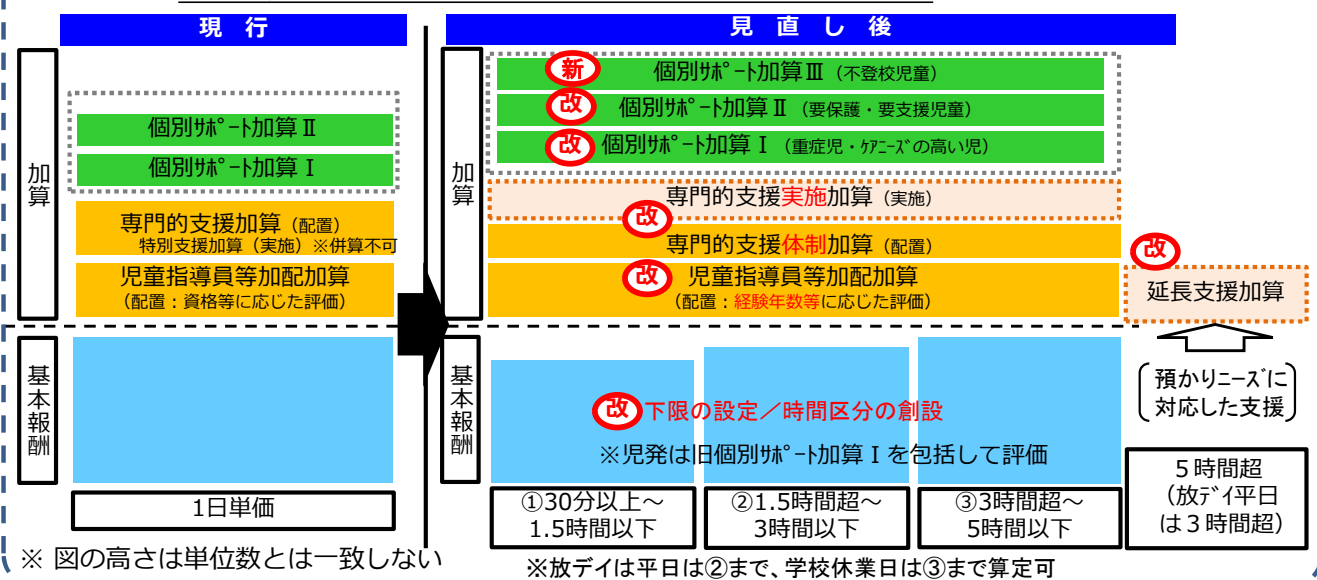 現 行
加算
個別ｻﾎﾟｰﾄ加算Ⅱ
個別ｻﾎﾟｰﾄ加算Ⅰ
専門的支援加算（配置）
特別支援加算（実施）※併算不可
児童指導員等加配加算
（配置：資格等に応じた評価）
基本報酬
1日単価
※ 図の高さは単位数とは一致しない
見 直 し 後
加算
新 個別ｻﾎﾟｰﾄ加算Ⅲ（不登校児童）
改 個別ｻﾎﾟｰﾄ加算Ⅱ（要保護・要支援児童）
改 個別ｻﾎﾟｰﾄ加算Ⅰ（重症児・ｹｱﾆｰｽﾞの高い児）
専門的支援実施加算（実施）
改
専門的支援体制加算（配置）
改 児童指導員等加配加算
（配置：経験年数等に応じた評価）
改
延長支援加算
預かりﾆｰｽﾞに
対応した支援
基本報酬
改 下限の設定／時間区分の創設
※児発は旧個別ｻﾎﾟｰﾄ加算Ⅰを包括して評価
①30分以上～
1.5時間以下
②1.5時間超～
3時間以下
③3時間超～
5時間以下
5時間超
（放ﾃﾞｲ平日
は３時間超）
※放デイは平日は②まで、学校休業日は③まで算定可